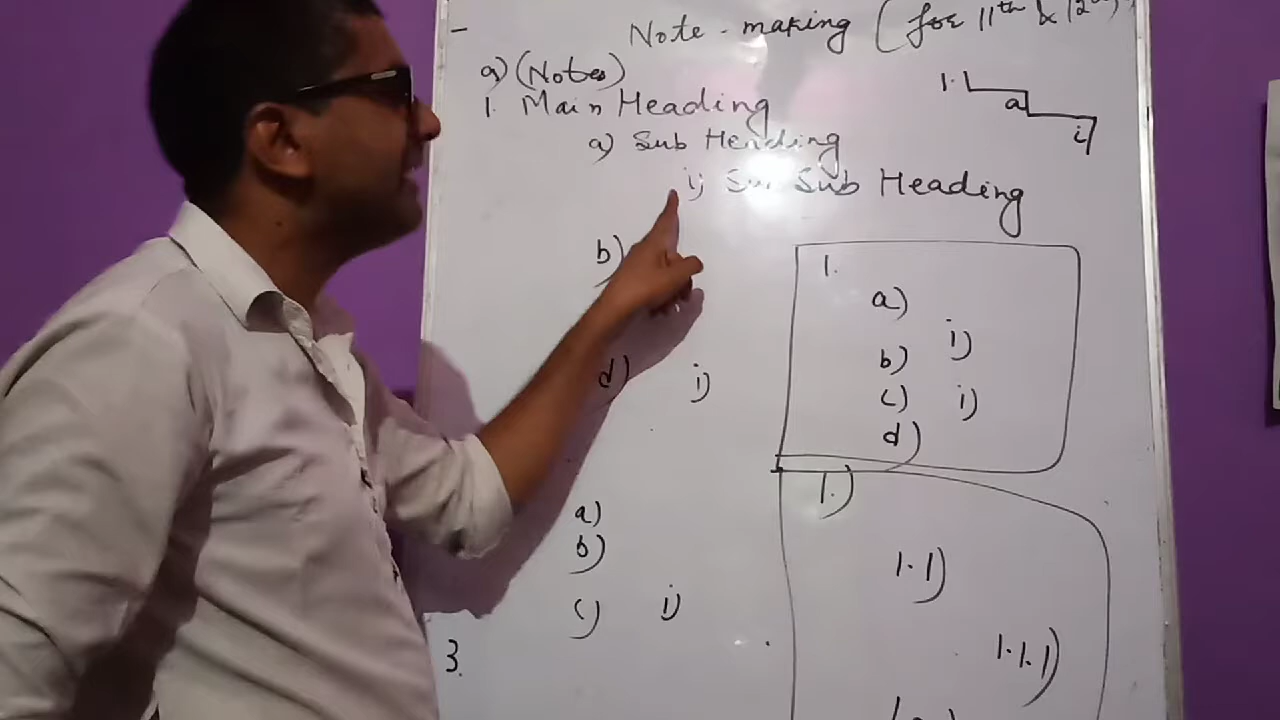 Note-making (for 11th & 12th)
a) (Notes)
1. Main Heading
a) Sub Heading
i) Sub Sub Heading
b)
d) i)
a)
b)
c) i)
3.
1.
a
i)
1.
a)
i)
b)
c) i)
d)
1.)
1.1)
1.1.1)